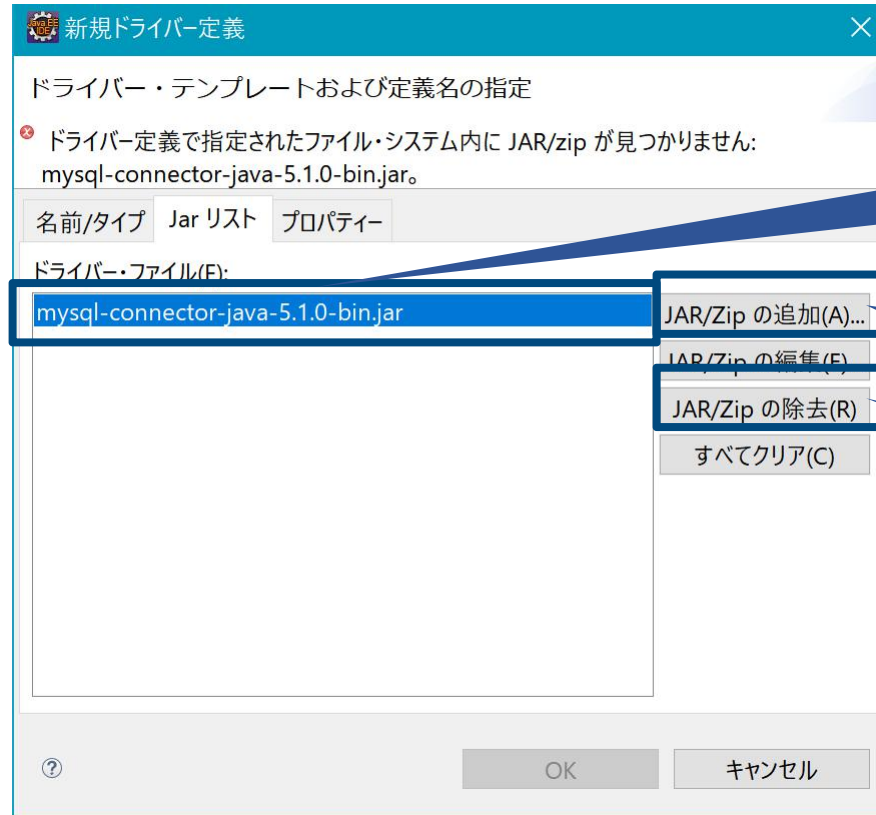 Java EE
IDE
新規ドライバー定義
ドライバー・テンプレートおよび定義名の指定
ドライバー定義で指定されたファイル・システム内に JAR/zip が見つかりません:
mysql-connector-java-5.1.0-bin.jar。
名前/タイプ Jar リスト プロパティー
ドライバー・ファイル(F):
mysql-connector-java-5.1.0-bin.jar
JAR/Zip の追加(A)...
JAR/Zip の編集(E)
JAR/Zip の除去(R)
すべてクリア(C)
?
OK キャンセル